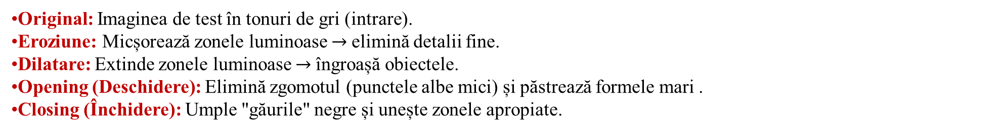 •Original: Imaginea de test în tonuri de gri (intrare).
•Eroziune: Micșorează zonele luminoase → elimină detalii fine.
•Dilatare: Extinde zonele luminoase → îngroașă obiectele.
•Opening (Deschidere): Elimină zgomotul (punctele albe mici) și păstrează formele mari .
•Closing (Închidere): Umple "găurile" negre și unește zonele apropiate.